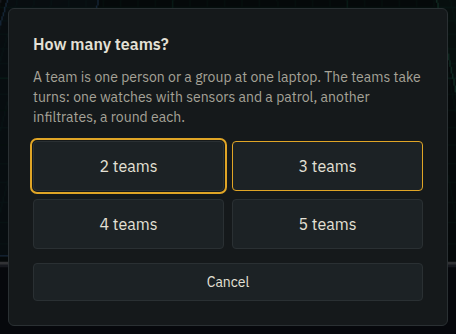 How many teams?
A team is one person or a group at one laptop. The teams take
turns: one watches with sensors and a patrol, another
infiltrates, a round each.
2 teams
3 teams
4 teams
5 teams
Cancel